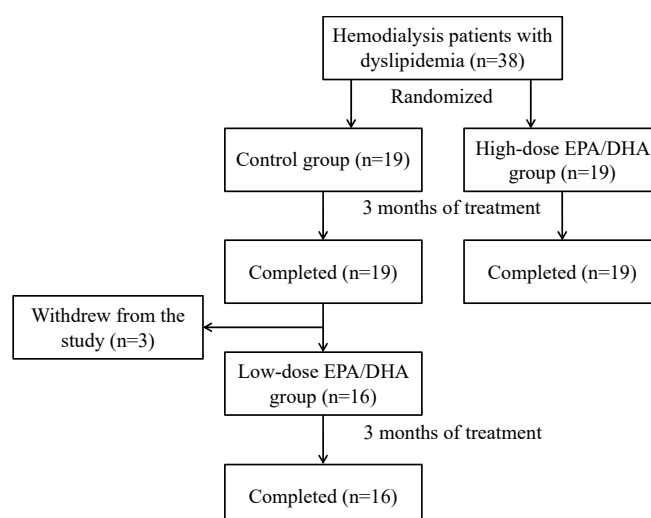 Hemodialysis patients with
dyslipidemia (n=38)
Randomized
Control group (n=19)
High-dose EPA/DHA
group (n=19)
3 months of treatment
Completed (n=19)
Completed (n=19)
Withdrew from the
study (n=3)
Low-dose EPA/DHA
group (n=16)
3 months of treatment
Completed (n=16)